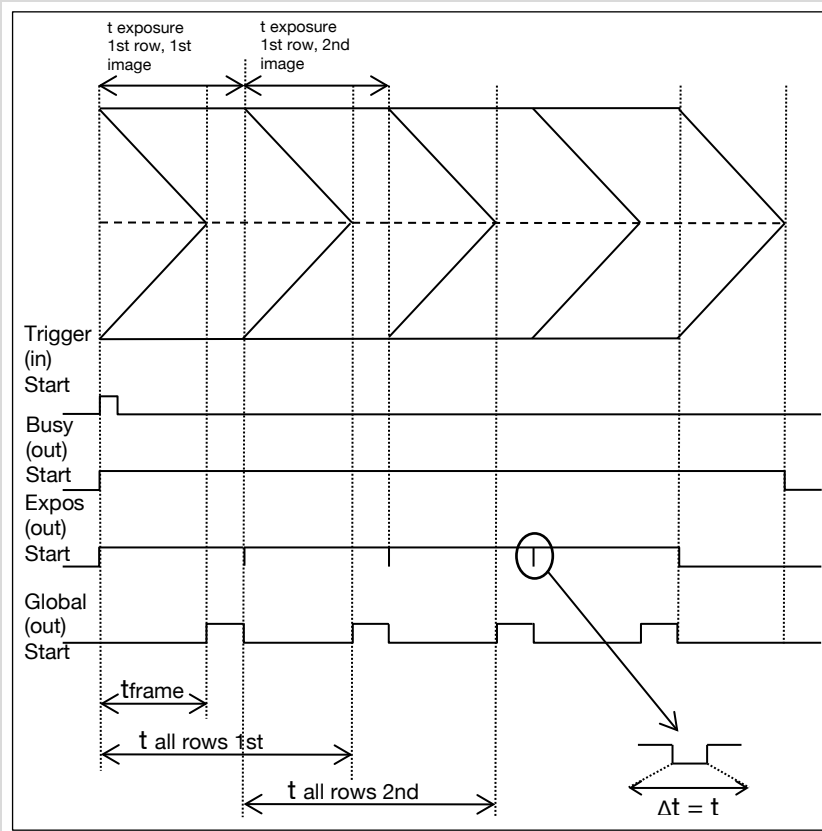 t exposure
1st row, 1st
image
t exposure
1st row, 2nd
image
Trigger
(in)
Start
Busy
(out)
Start
Expos
(out)
Start
Global
(out)
Start
tframe
t all rows 1st
t all rows 2nd
Δt = t